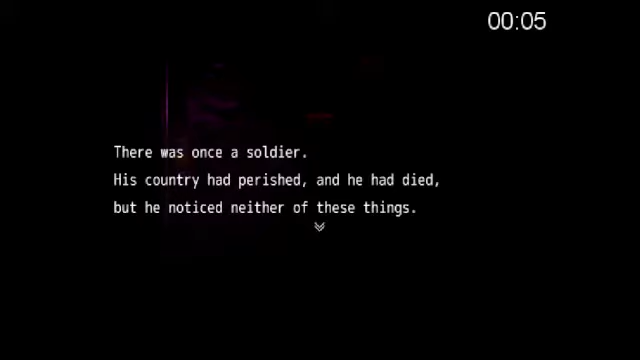 00:05
There was once a soldier.
His country had perished, and he had died,
but he noticed neither of these things.